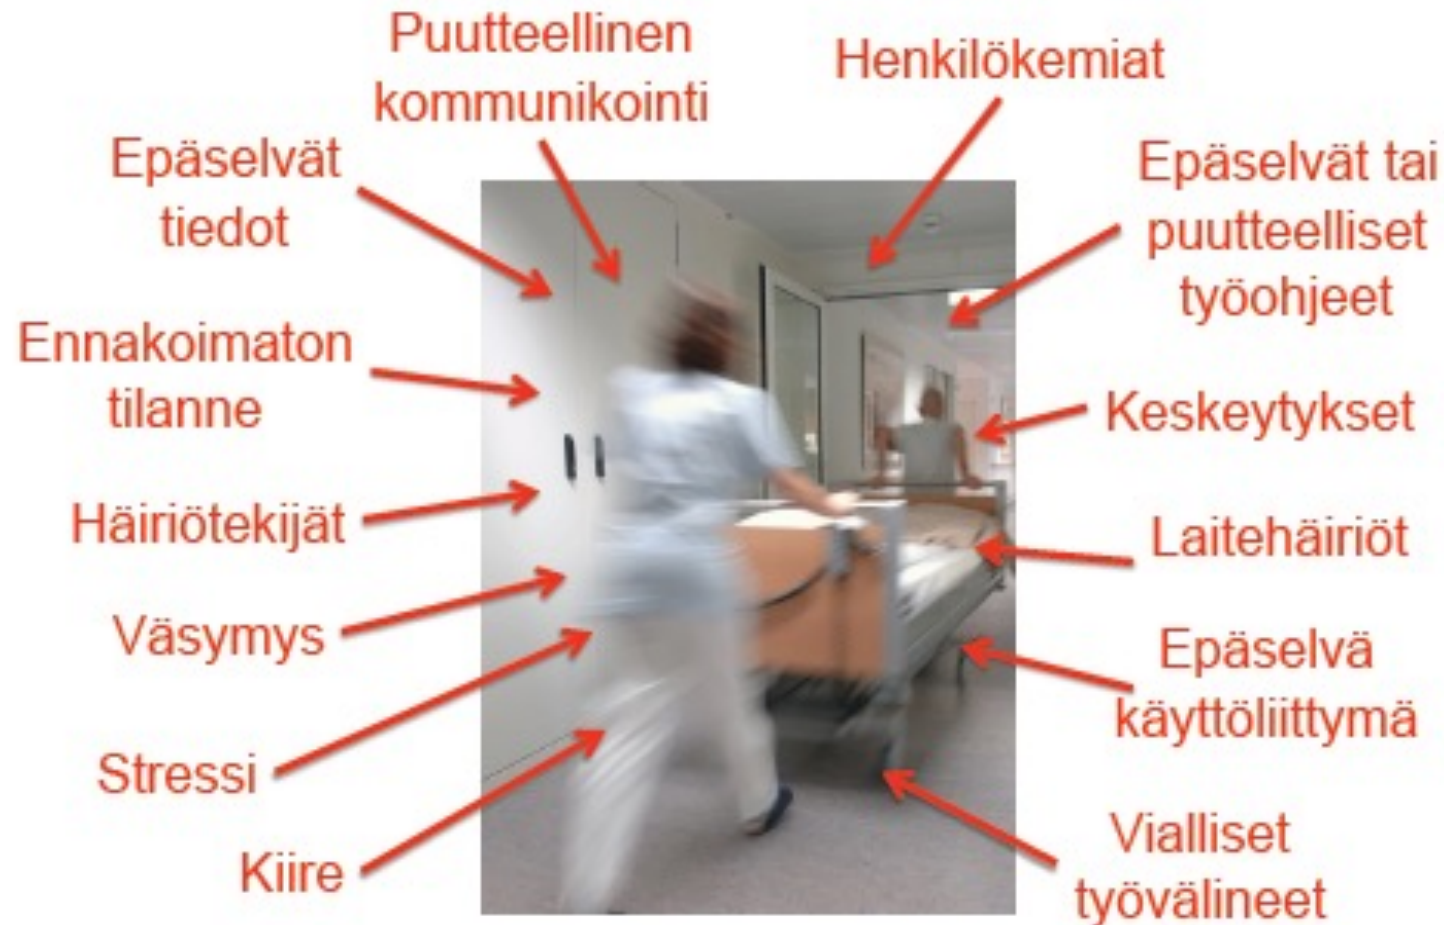 Puutteellinen
kommunikointi
Henkilökemiat
Epäselvät
tiedot
Epäselvät tai
puutteelliset
työohjeet
Ennakoimaton
tilanne
Keskeytykset
Häiriötekijät
Laitehäiriöt
Väsymys
Epäselvä
käyttöliittymä
Stressi
Kiire
Vialliset
työvälineet